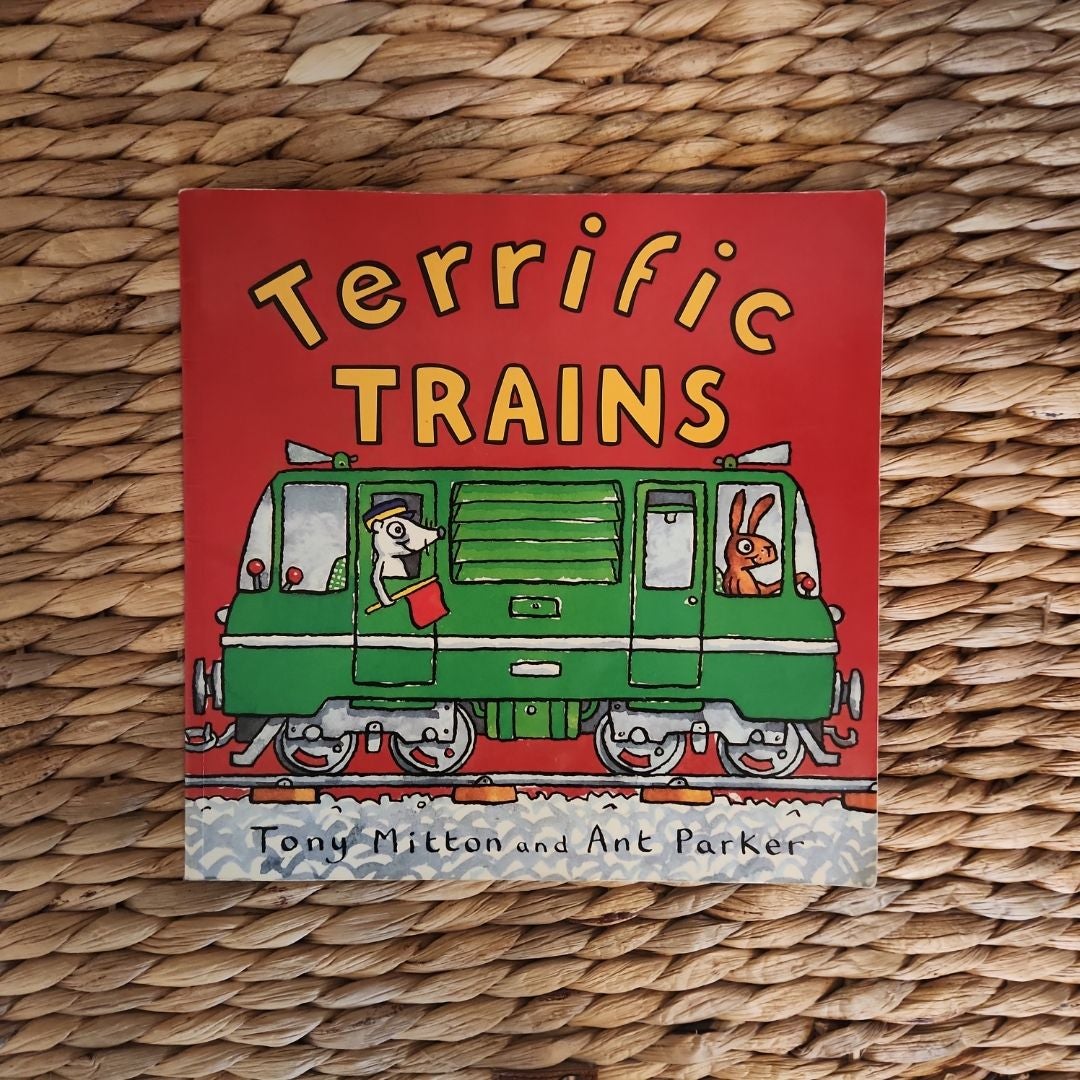 Terrific
TRAINS
Tony Mitton and Ant Parker